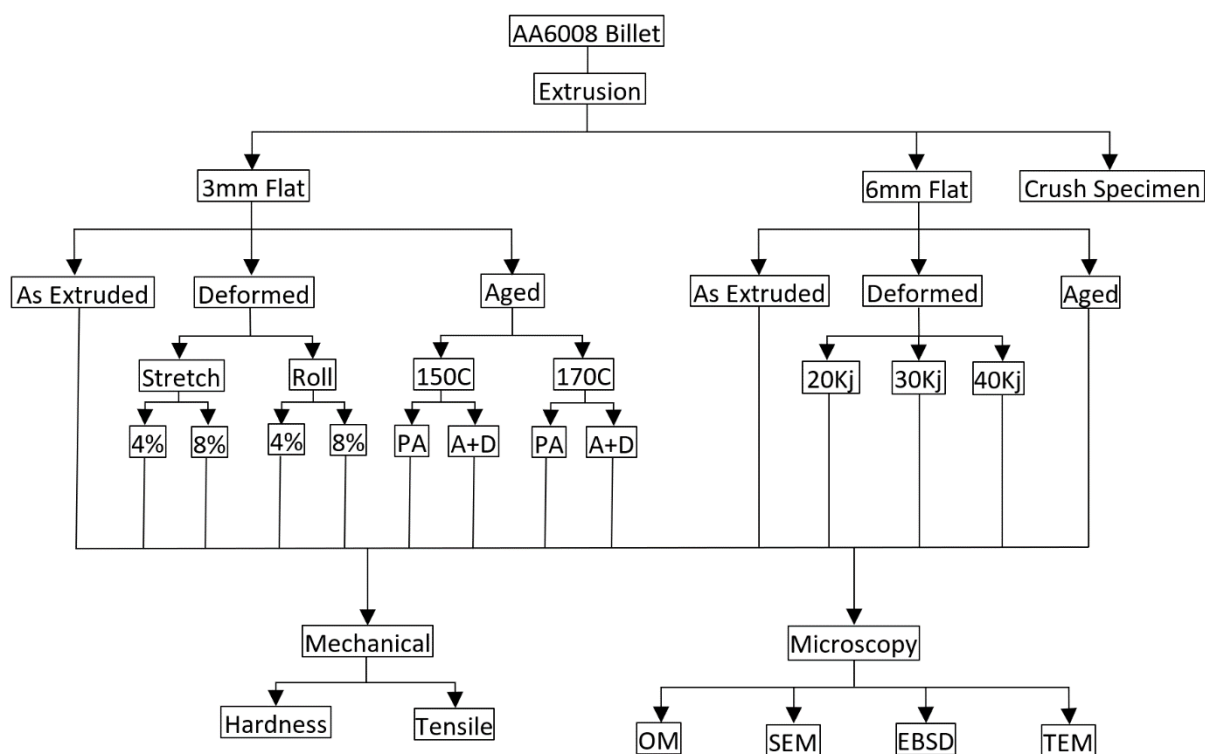 AA6008 Billet
Extrusion
3mm Flat
6mm Flat
Crush Specimen
As Extruded
Deformed
Aged
As Extruded
Deformed
Aged
Stretch
Roll
150C
170C
20Kj
30Kj
40Kj
4%
8%
4%
8%
PA
A+D
PA
A+D
Mechanical
Microscopy
Hardness
Tensile
OM
SEM
EBSD
TEM